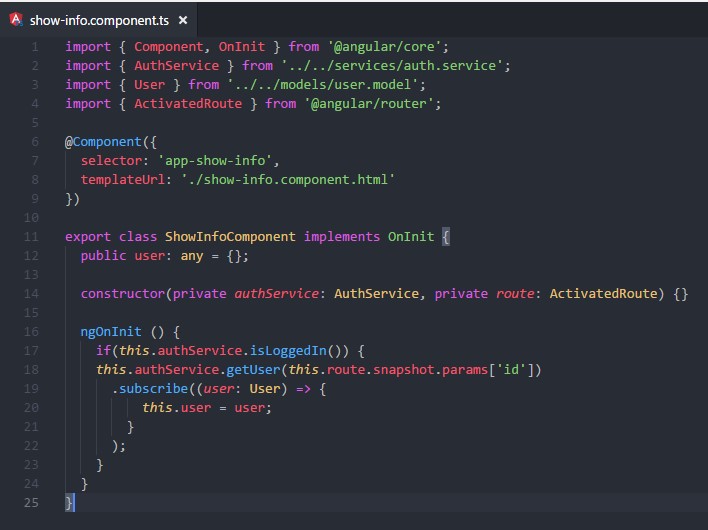 show-info.component.ts ×
1 import { Component, OnInit } from '@angular/core';
2 import { AuthService } from '../../services/auth.service';
3 import { User } from '../../models/user.model';
4 import { ActivatedRoute } from '@angular/router';
5
6 @Component({
7   selector: 'app-show-info',
8   templateUrl: './show-info.component.html'
9 })
10
11 export class ShowInfoComponent implements OnInit {
12   public user: any = {};
13
14   constructor(private authService: AuthService, private route: ActivatedRoute) {}
15
16   ngOnInit () {
17     if(this.authService.isLoggedIn()) {
18     this.authService.getUser(this.route.snapshot.params['id'])
19       .subscribe((user: User) => {
20           this.user = user;
21         }
22       );
23     }
24   }
25 }